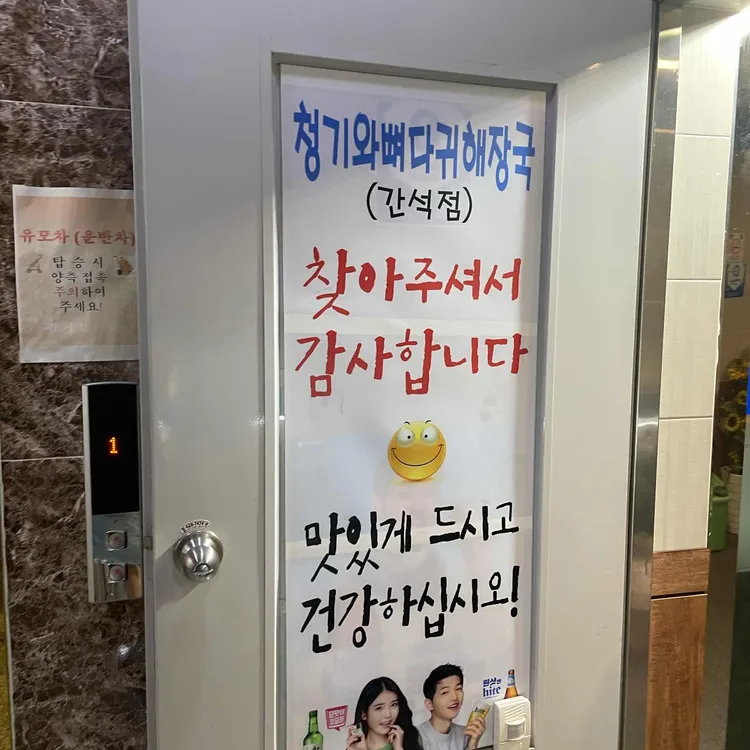 유모차 (운반차)
탑승시
양측접촉
주의하여
주세요!
1
청기와뼈다귀해장국
(간석점)
찾아주셔서
감사합니다
맛있게 드시고
건강하십시오!
hite